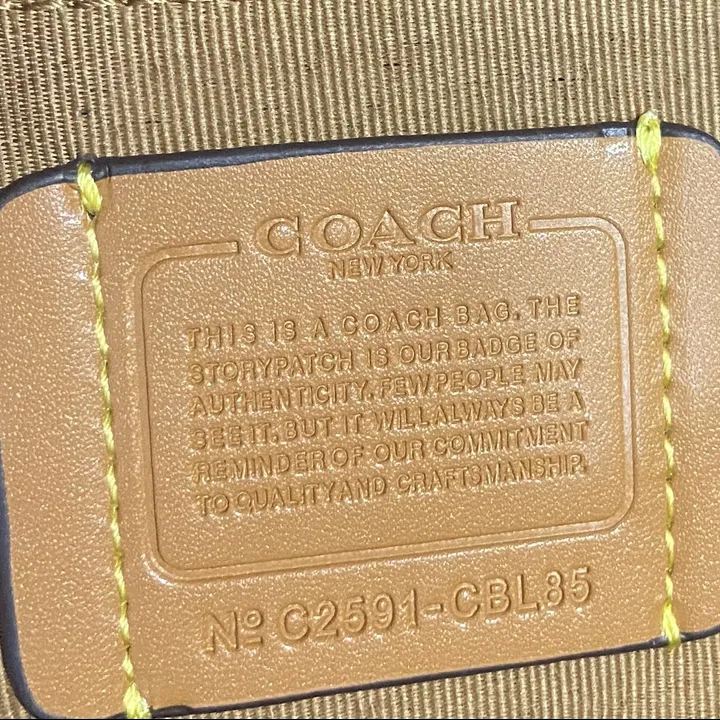 COACH
NEW YORK
THIS IS A COACH BAG. THE
STORYPATCH IS OUR BADGE OF
AUTHENTICITY. FEW PEOPLE MAY
SEE IT. BUT IT WILL ALWAYS BE A
REMINDER OF OUR COMMITMENT
TO QUALITY AND CRAFTSMANSHIP.
Nº C2591-CBL85